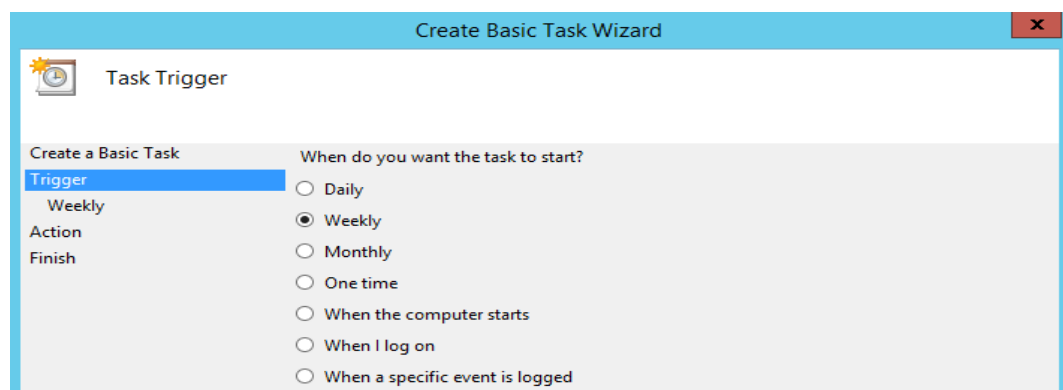 Create Basic Task Wizard
x
Task Trigger
Create a Basic Task
Trigger
Weekly
Action
Finish
When do you want the task to start?
Daily
Weekly
Monthly
One time
When the computer starts
When I log on
When a specific event is logged